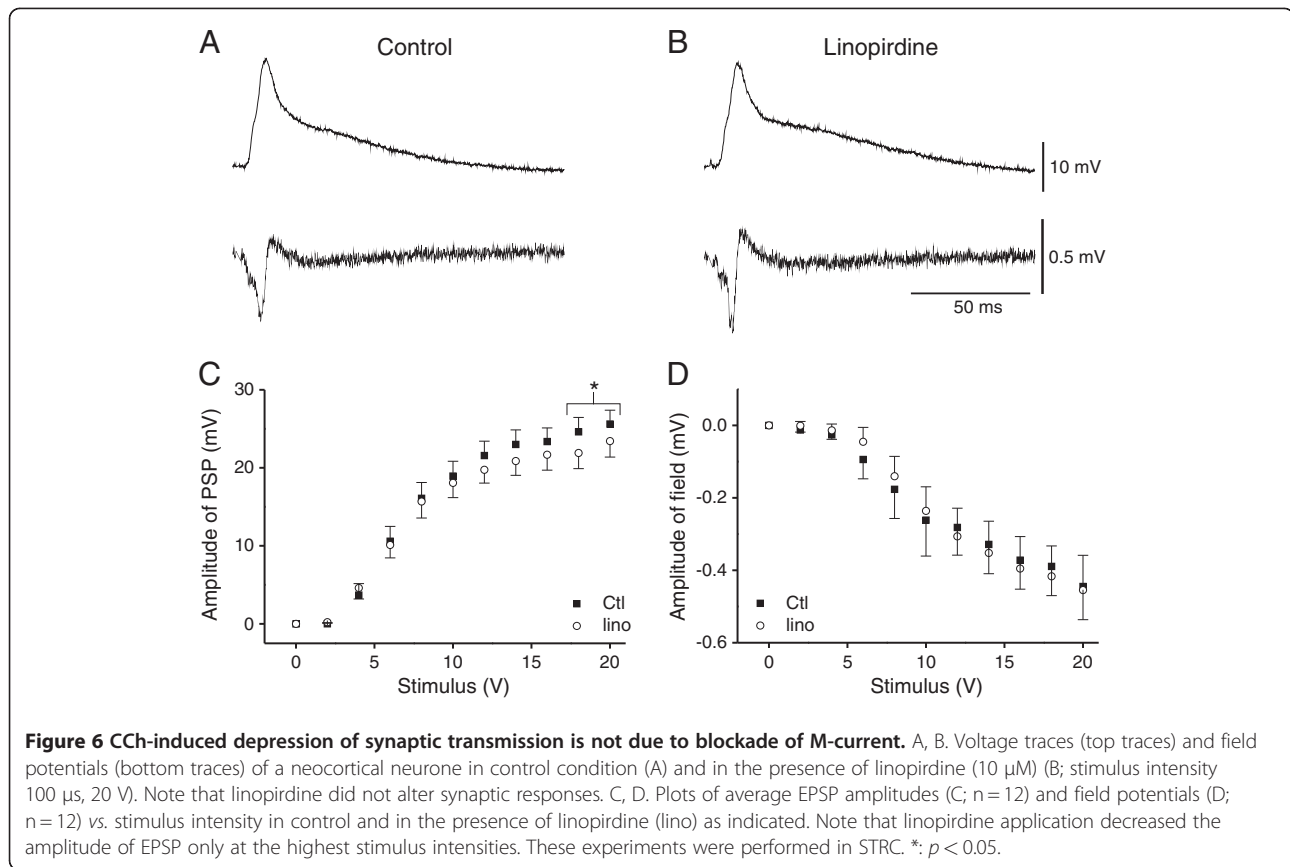 A
Control
B
Linopirdine
10 mV
0.5 mV
50 ms
C
30
20
10
0
Amplitude of PSP (mV)
*
Ctl
lino
0
5
10
15
20
Stimulus (V)
D
0.0
-0.2
-0.4
-0.6
Amplitude of field (mV)
Ctl
lino
0
5
10
15
20
Stimulus (V)
Figure 6 CCh-induced depression of synaptic transmission is not due to blockade of M-current. A, B. Voltage traces (top traces) and field
potentials (bottom traces) of a neocortical neurone in control condition (A) and in the presence of linopirdine (10 μM) (B; stimulus intensity
100 μs, 20 V). Note that linopirdine did not alter synaptic responses. C, D. Plots of average EPSP amplitudes (C; n = 12) and field potentials (D;
n = 12) vs. stimulus intensity in control and in the presence of linopirdine (lino) as indicated. Note that linopirdine application decreased the
amplitude of EPSP only at the highest stimulus intensities. These experiments were performed in STRC. *: p < 0.05.